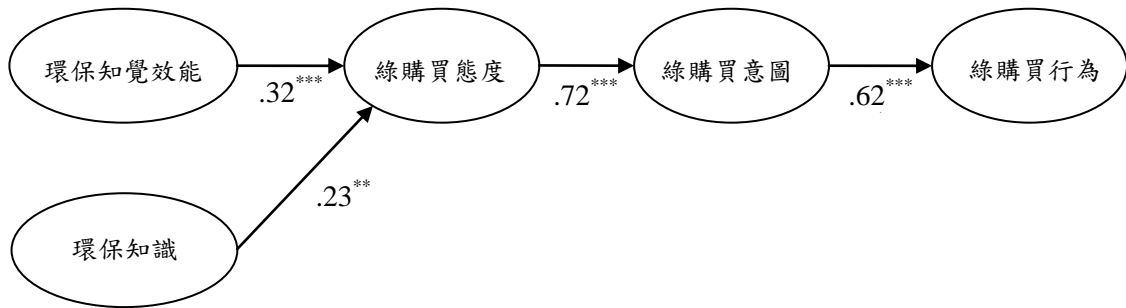 環保知覺效能
.32***
綠購買態度
.72***
綠購買意圖
.62***
綠購買行為
.23**
環保知識